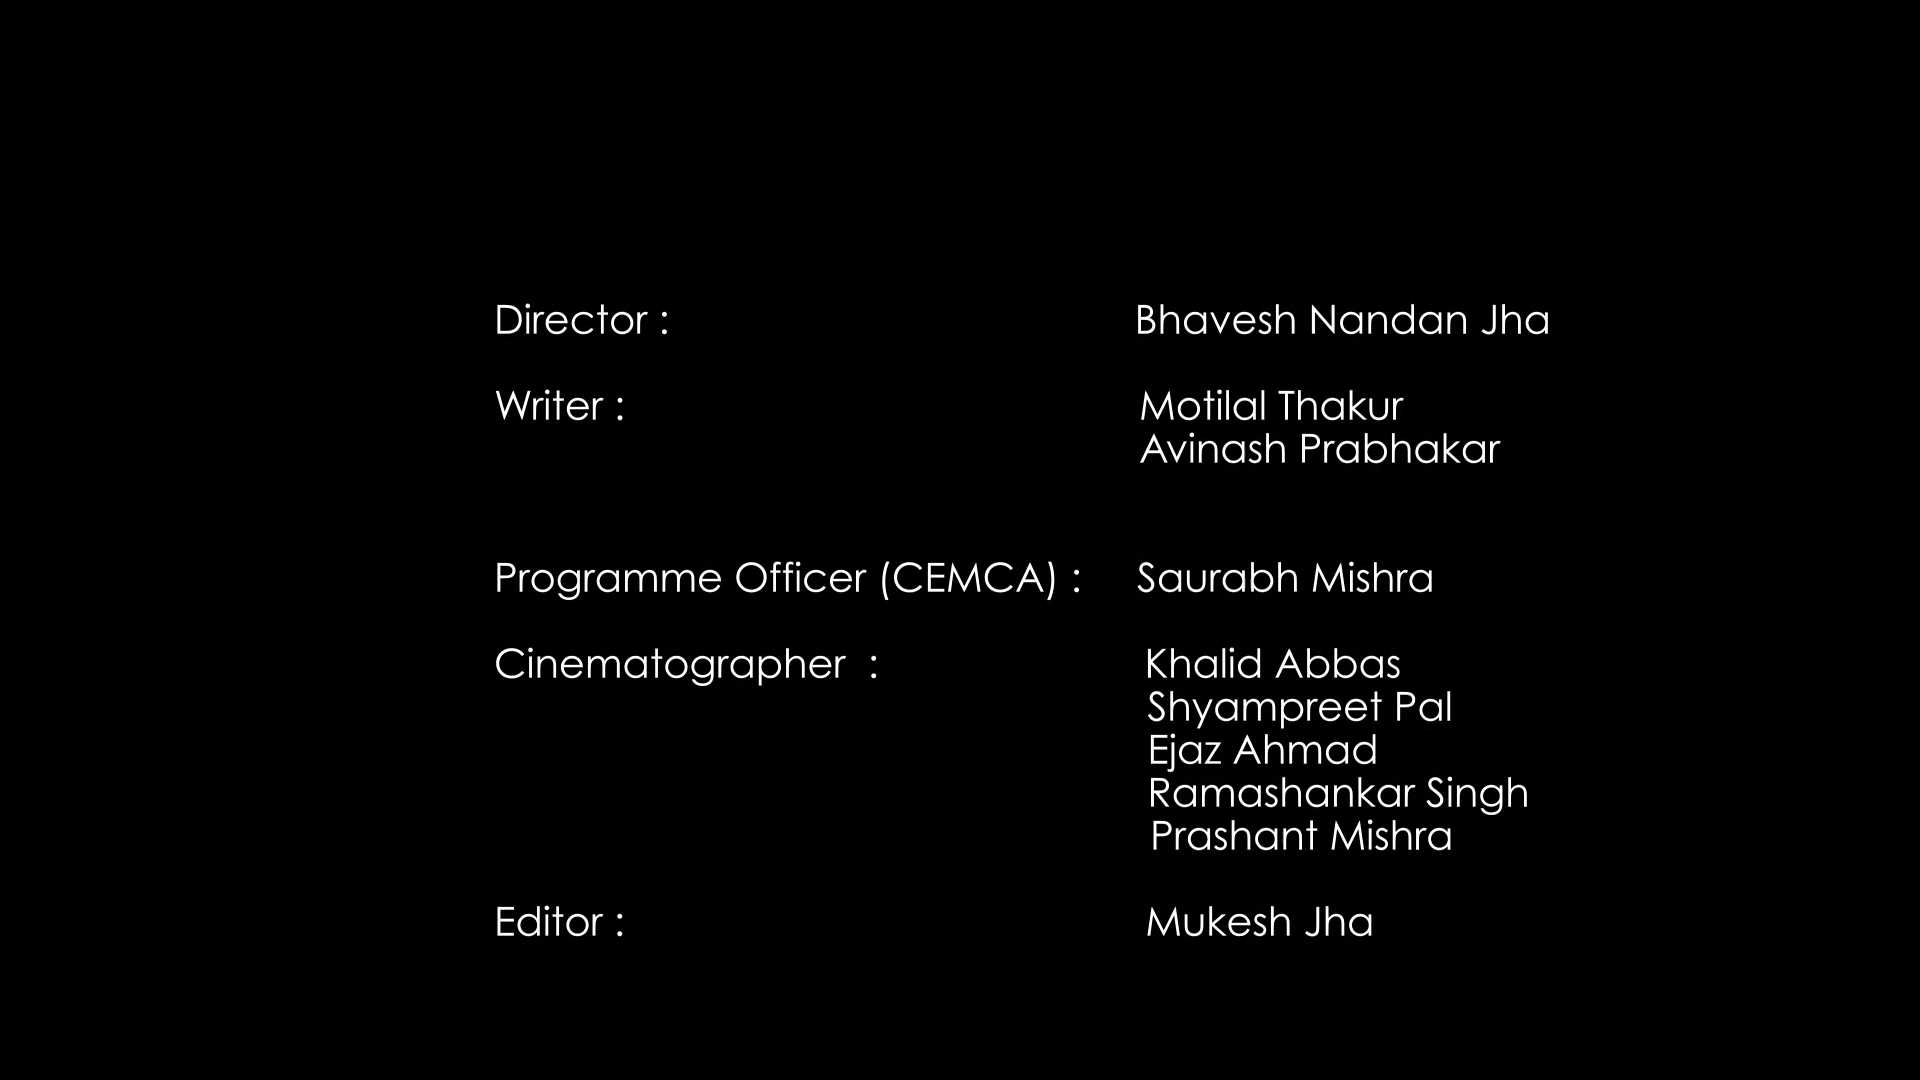 Director : Bhavesh Nandan Jha
Writer : Motilal Thakur
Avinash Prabhakar
Programme Officer (CEMCA) : Saurabh Mishra
Cinematographer : Khalid Abbas
Shyampreet Pal
Ejaz Ahmad
Ramashankar Singh
Prashant Mishra
Editor : Mukesh Jha